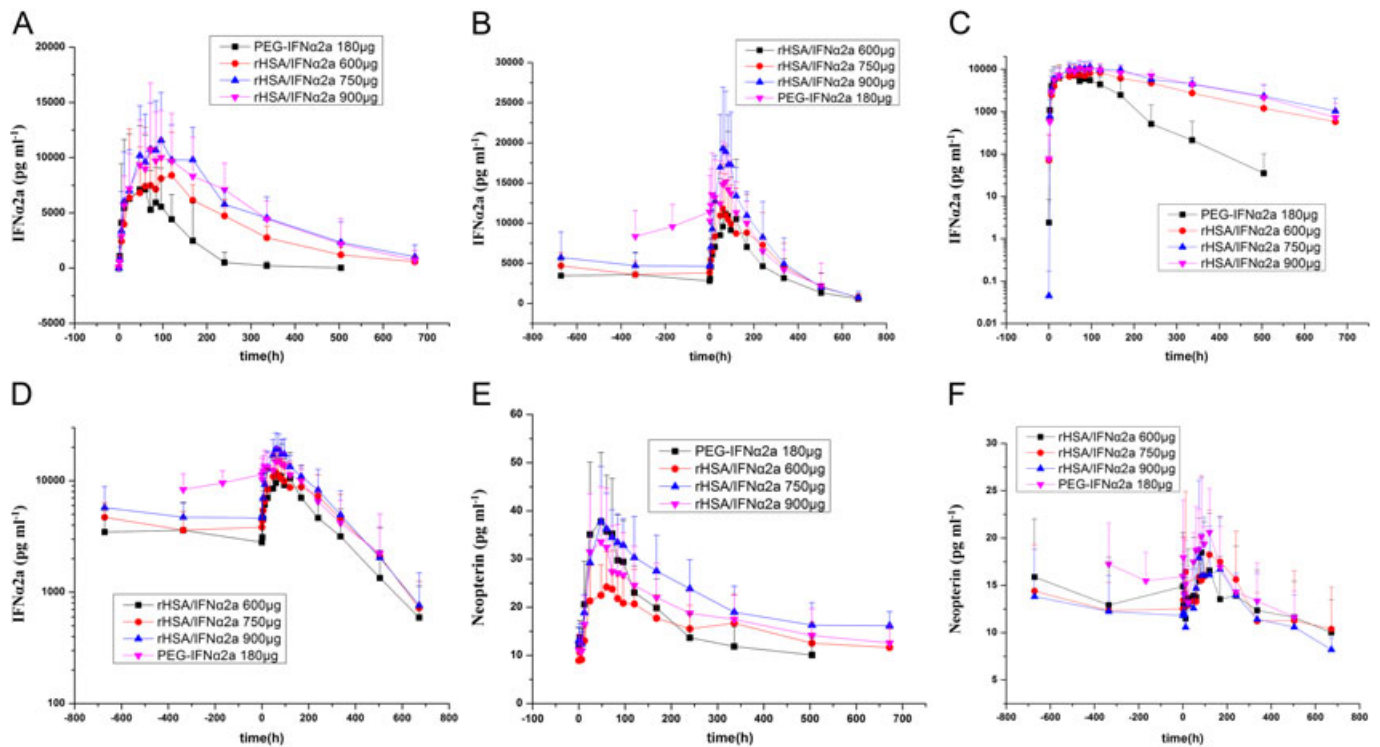 A
IFNα2a (pg ml⁻¹)
20000
15000
10000
5000
0
-5000
PEG-IFNα2a 180µg
rHSA/IFNα2a 600µg
rHSA/IFNα2a 750µg
rHSA/IFNα2a 900µg
-100 0 100 200 300 400 500 600 700
time(h)
B
IFNα2a (pg ml⁻¹)
30000
25000
20000
15000
10000
5000
0
rHSA/IFNα2a 600µg
rHSA/IFNα2a 750µg
rHSA/IFNα2a 900µg
PEG-IFNα2a 180µg
-800 -600 -400 -200 0 200 400 600 800
time(h)
C
IFNα2a (pg ml⁻¹)
10000
1000
100
10
1
0.1
0.01
PEG-IFNα2a 180µg
rHSA/IFNα2a 600µg
rHSA/IFNα2a 750µg
rHSA/IFNα2a 900µg
-100 0 100 200 300 400 500 600 700
time(h)
D
IFNα2a (pg ml⁻¹)
10000
1000
100
rHSA/IFNα2a 600µg
rHSA/IFNα2a 750µg
rHSA/IFNα2a 900µg
PEG-IFNα2a 180µg
-800 -600 -400 -200 0 200 400 600 800
time(h)
E
Neopterin (pg ml⁻¹)
60
50
40
30
20
10
0
PEG-IFNα2a 180µg
rHSA/IFNα2a 600µg
rHSA/IFNα2a 750µg
rHSA/IFNα2a 900µg
-100 0 100 200 300 400 500 600 700
time(h)
F
Neopterin (pg ml⁻¹)
30
25
20
15
10
5
rHSA/IFNα2a 600µg
rHSA/IFNα2a 750µg
rHSA/IFNα2a 900µg
PEG-IFNα2a 180µg
-800 -600 -400 -200 0 200 400 600 800
time(h)